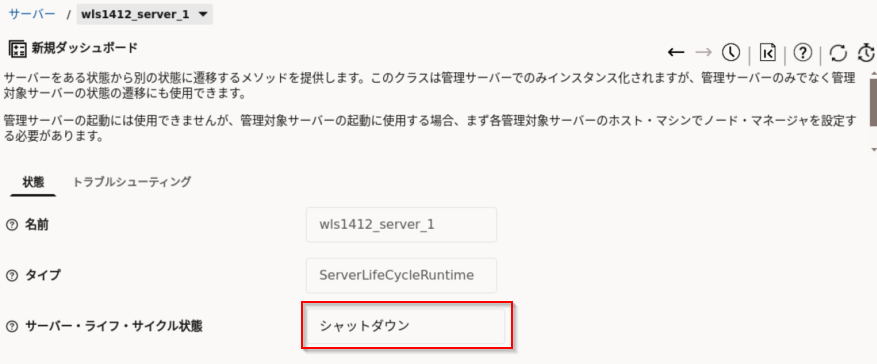 サーバー / wls1412_server_1
新規ダッシュボード
サーバーをある状態から別の状態に遷移するメソッドを提供します。このクラスは管理サーバーでのみインスタンス化されますが、管理サーバーのみでなく管理
対象サーバーの状態の遷移にも使用できます。
管理サーバーの起動には使用できませんが、管理対象サーバーの起動に使用する場合、まず各管理対象サーバーのホスト・マシンでノード・マネージャを設定す
る必要があります。
状態 トラブルシューティング
名前 wls1412_server_1
タイプ ServerLifeCycleRuntime
サーバー・ライフ・サイクル状態 シャットダウン